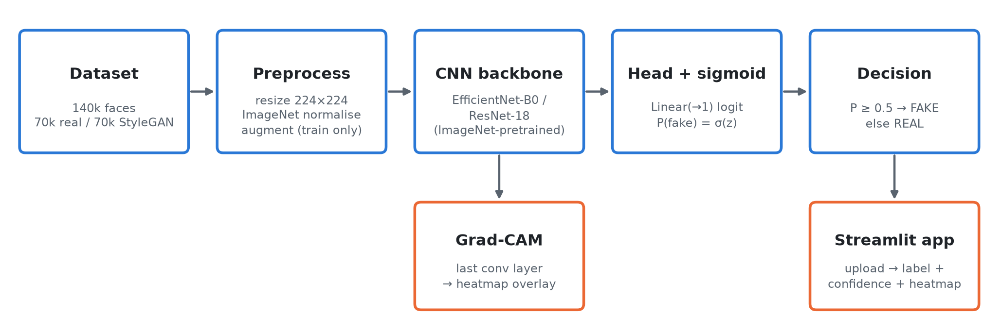 Dataset
140k faces
70k real / 70k StyleGAN
Preprocess
resize 224×224
ImageNet normalise
augment (train only)
CNN backbone
EfficientNet-B0 /
ResNet-18
(ImageNet-pretrained)
Head + sigmoid
Linear(→1) logit
P(fake) = σ(z)
Decision
P ≥ 0.5 → FAKE
else REAL
Grad-CAM
last conv layer
→ heatmap overlay
Streamlit app
upload → label +
confidence + heatmap